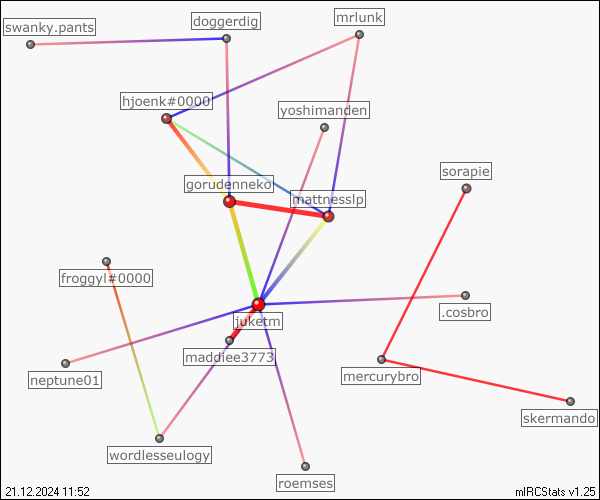 mrlunk
doggerdig
swanky.pants
hjoenk#0000
yoshimanden
sorapie
gorudenneko
mattnesslp
froggyl#0000
.cosbro
juketm
maddiee3773
mercurybro
neptune01
skermando
wordlesseulogy
roemses
21.12.2024 11:52
mIRCStats v1.25